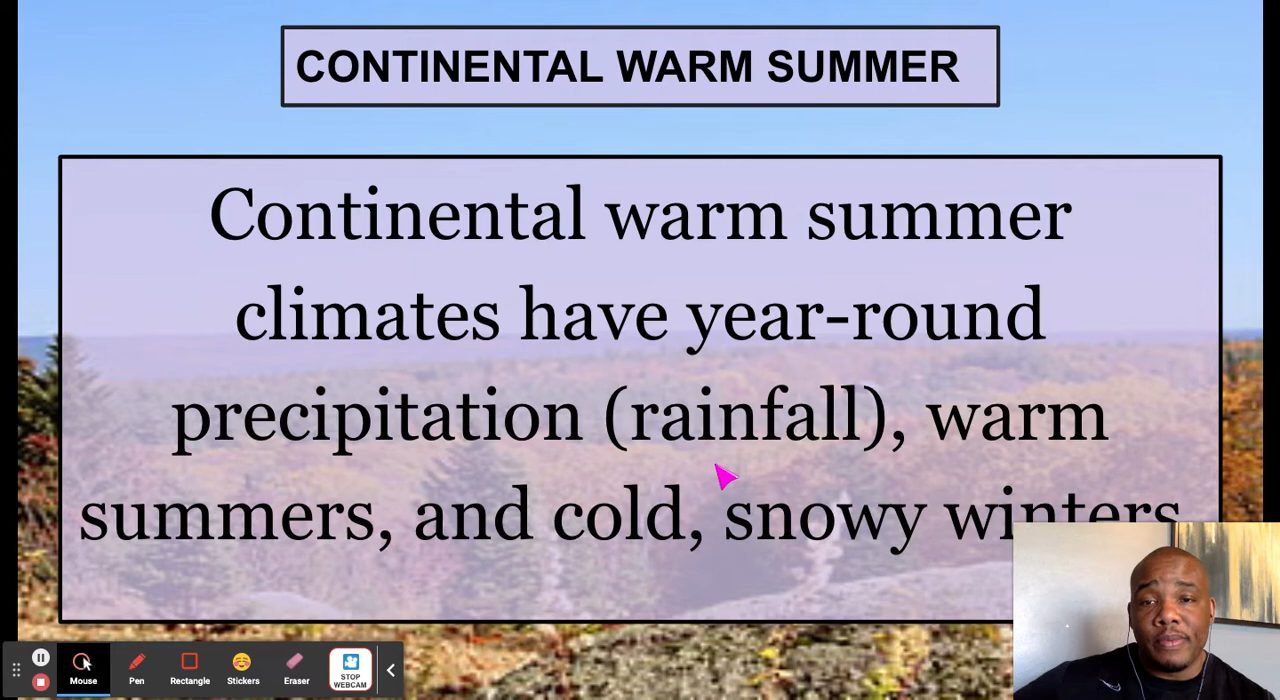 CONTINENTAL WARM SUMMER
Continental warm summer
climates have year-round
precipitation (rainfall), warm
summers, and cold, snowy winters
Mouse
Pen
Rectangle
Stickers
Eraser
STOP
WEBCAM